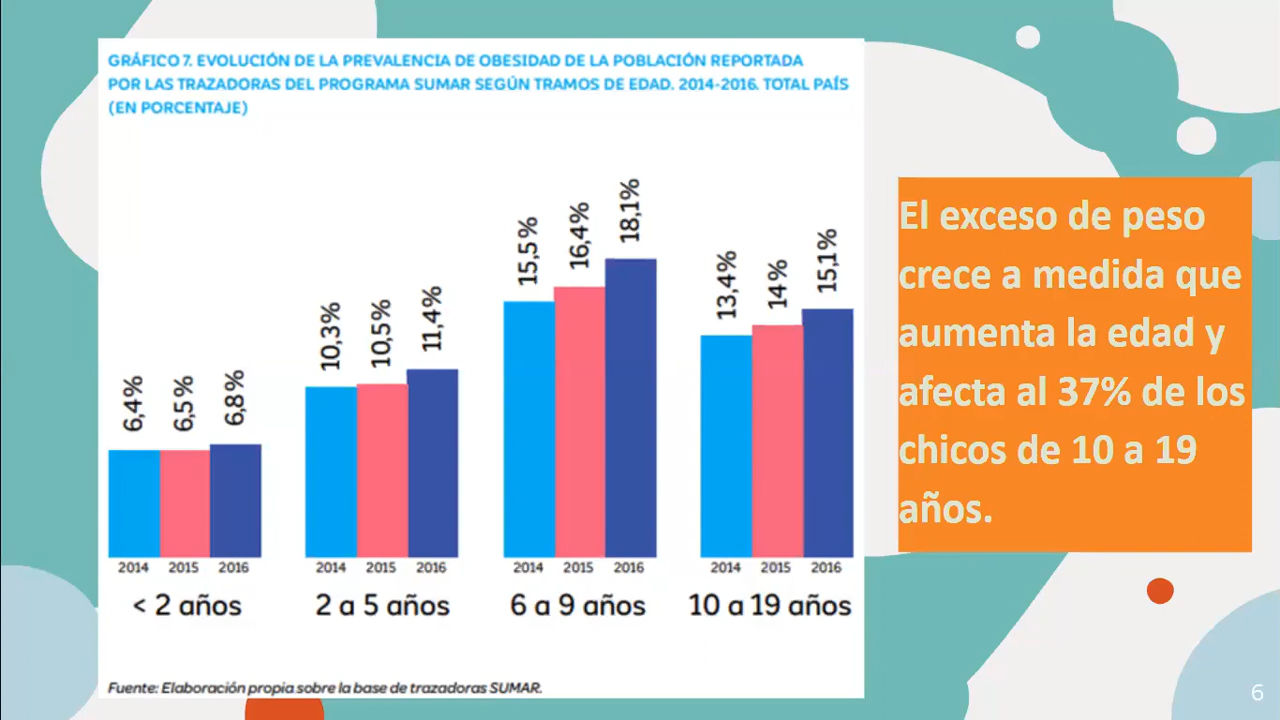 GRÁFICO 7. EVOLUCIÓN DE LA PREVALENCIA DE OBESIDAD DE LA POBLACIÓN REPORTADA
POR LAS TRAZADORAS DEL PROGRAMA SUMAR SEGÚN TRAMOS DE EDAD. 2014-2016. TOTAL PAÍS
(EN PORCENTAJE)
6,4% 6,5% 6,8%
10,3% 10,5% 11,4%
15,5% 16,4% 18,1%
13,4% 14% 15,1%
2014 2015 2016 2014 2015 2016 2014 2015 2016 2014 2015 2016
< 2 años 2 a 5 años 6 a 9 años 10 a 19 años
Fuente: Elaboración propia sobre la base de trazadoras SUMAR.
El exceso de peso
crece a medida que
aumenta la edad y
afecta al 37% de los
chicos de 10 a 19
años.
6